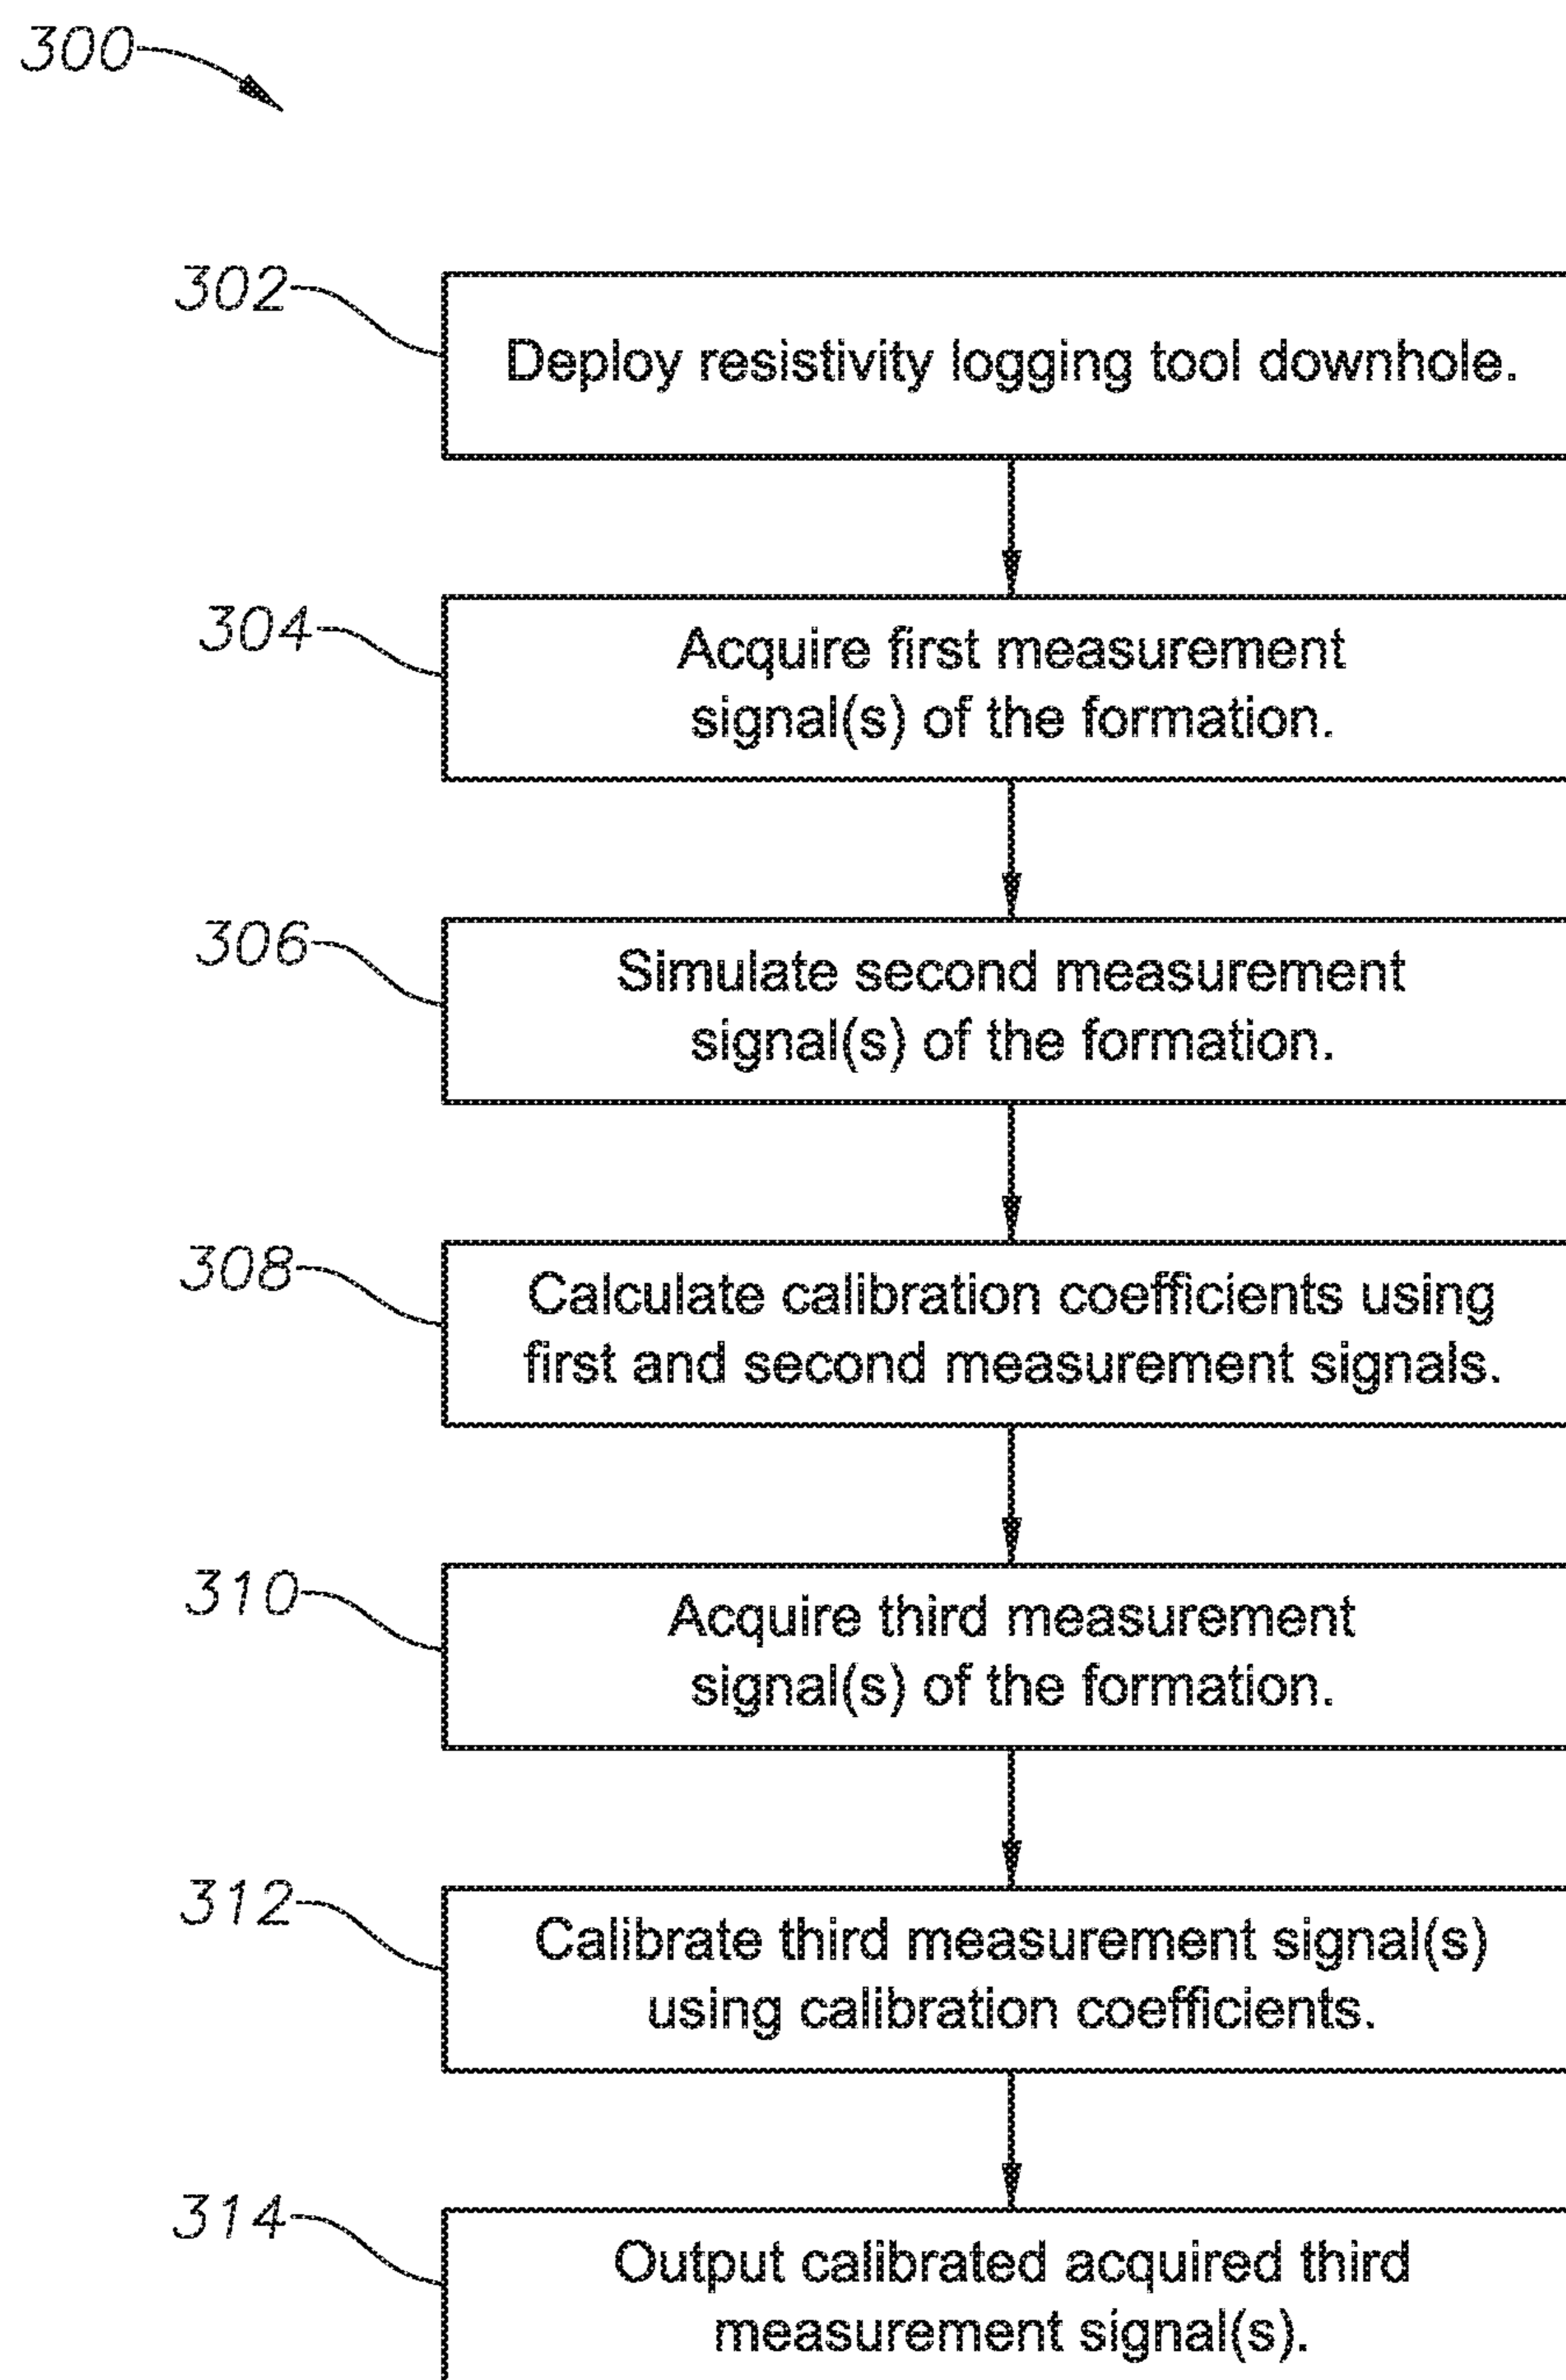 300
302
Deploy resistivity logging tool downhole.
304
Acquire first measurement
signal(s) of the formation.
306
Simulate second measurement
signal(s) of the formation.
308
Calculate calibration coefficients using
first and second measurement signals.
310
Acquire third measurement
signal(s) of the formation.
312
Calibrate third measurement signal(s)
using calibration coefficients.
314
Output calibrated acquired third
measurement signal(s).